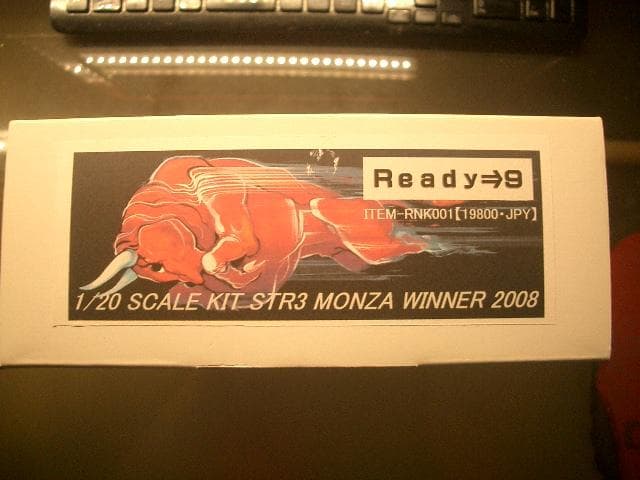 Ready⇒9
ITEM-RNK001【19800・JPY】
1/20 SCALE KIT STR3 MONZA WINNER 2008